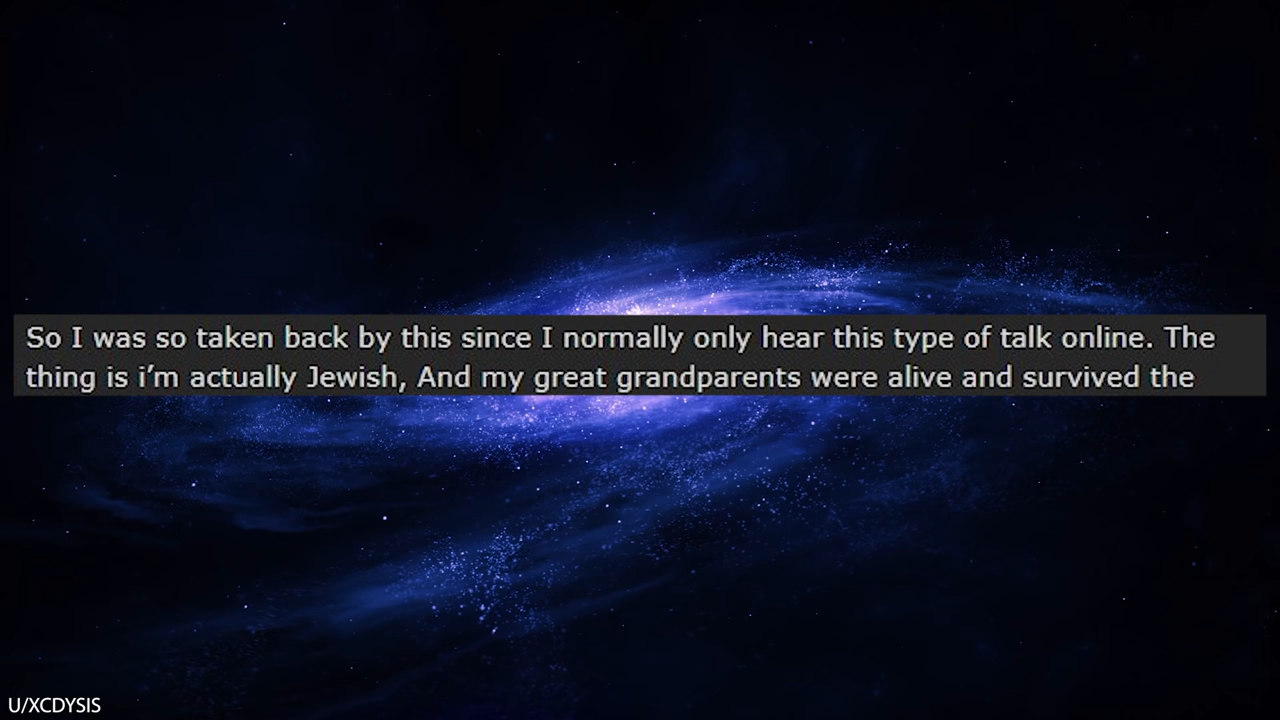 So I was so taken back by this since I normally only hear this type of talk online. The
thing is i’m actually Jewish, And my great grandparents were alive and survived the
U/XCDYSIS